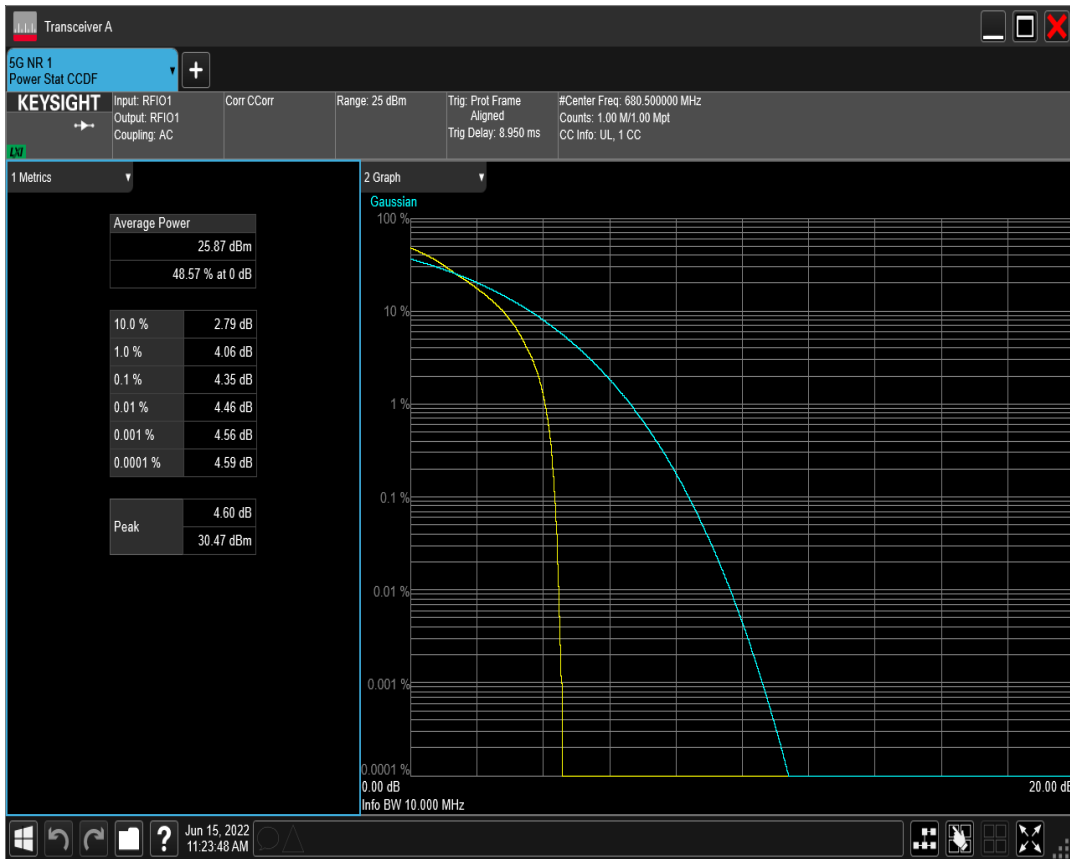 Transceiver A
5G NR 1
Power Stat CCDF
+
KEYSIGHT
LXI
Input: RFIO1
Output: RFIO1
Coupling: AC
Corr CCorr
Range: 25 dBm
Trig: Prot Frame
Aligned
Trig Delay: 8.950 ms
#Center Freq: 680.500000 MHz
Counts: 1.00 M/1.00 Mpt
CC Info: UL, 1 CC
1 Metrics
Average Power
25.87 dBm
48.57 % at 0 dB
10.0 % 2.79 dB
1.0 % 4.06 dB
0.1 % 4.35 dB
0.01 % 4.46 dB
0.001 % 4.56 dB
0.0001 % 4.59 dB
Peak
4.60 dB
30.47 dBm
2 Graph
Gaussian
100 %
10 %
1 %
0.1 %
0.01 %
0.001 %
0.0001 %
0.00 dB 20.00 dB
Info BW 10.000 MHz
?
Jun 15, 2022
11:23:48 AM